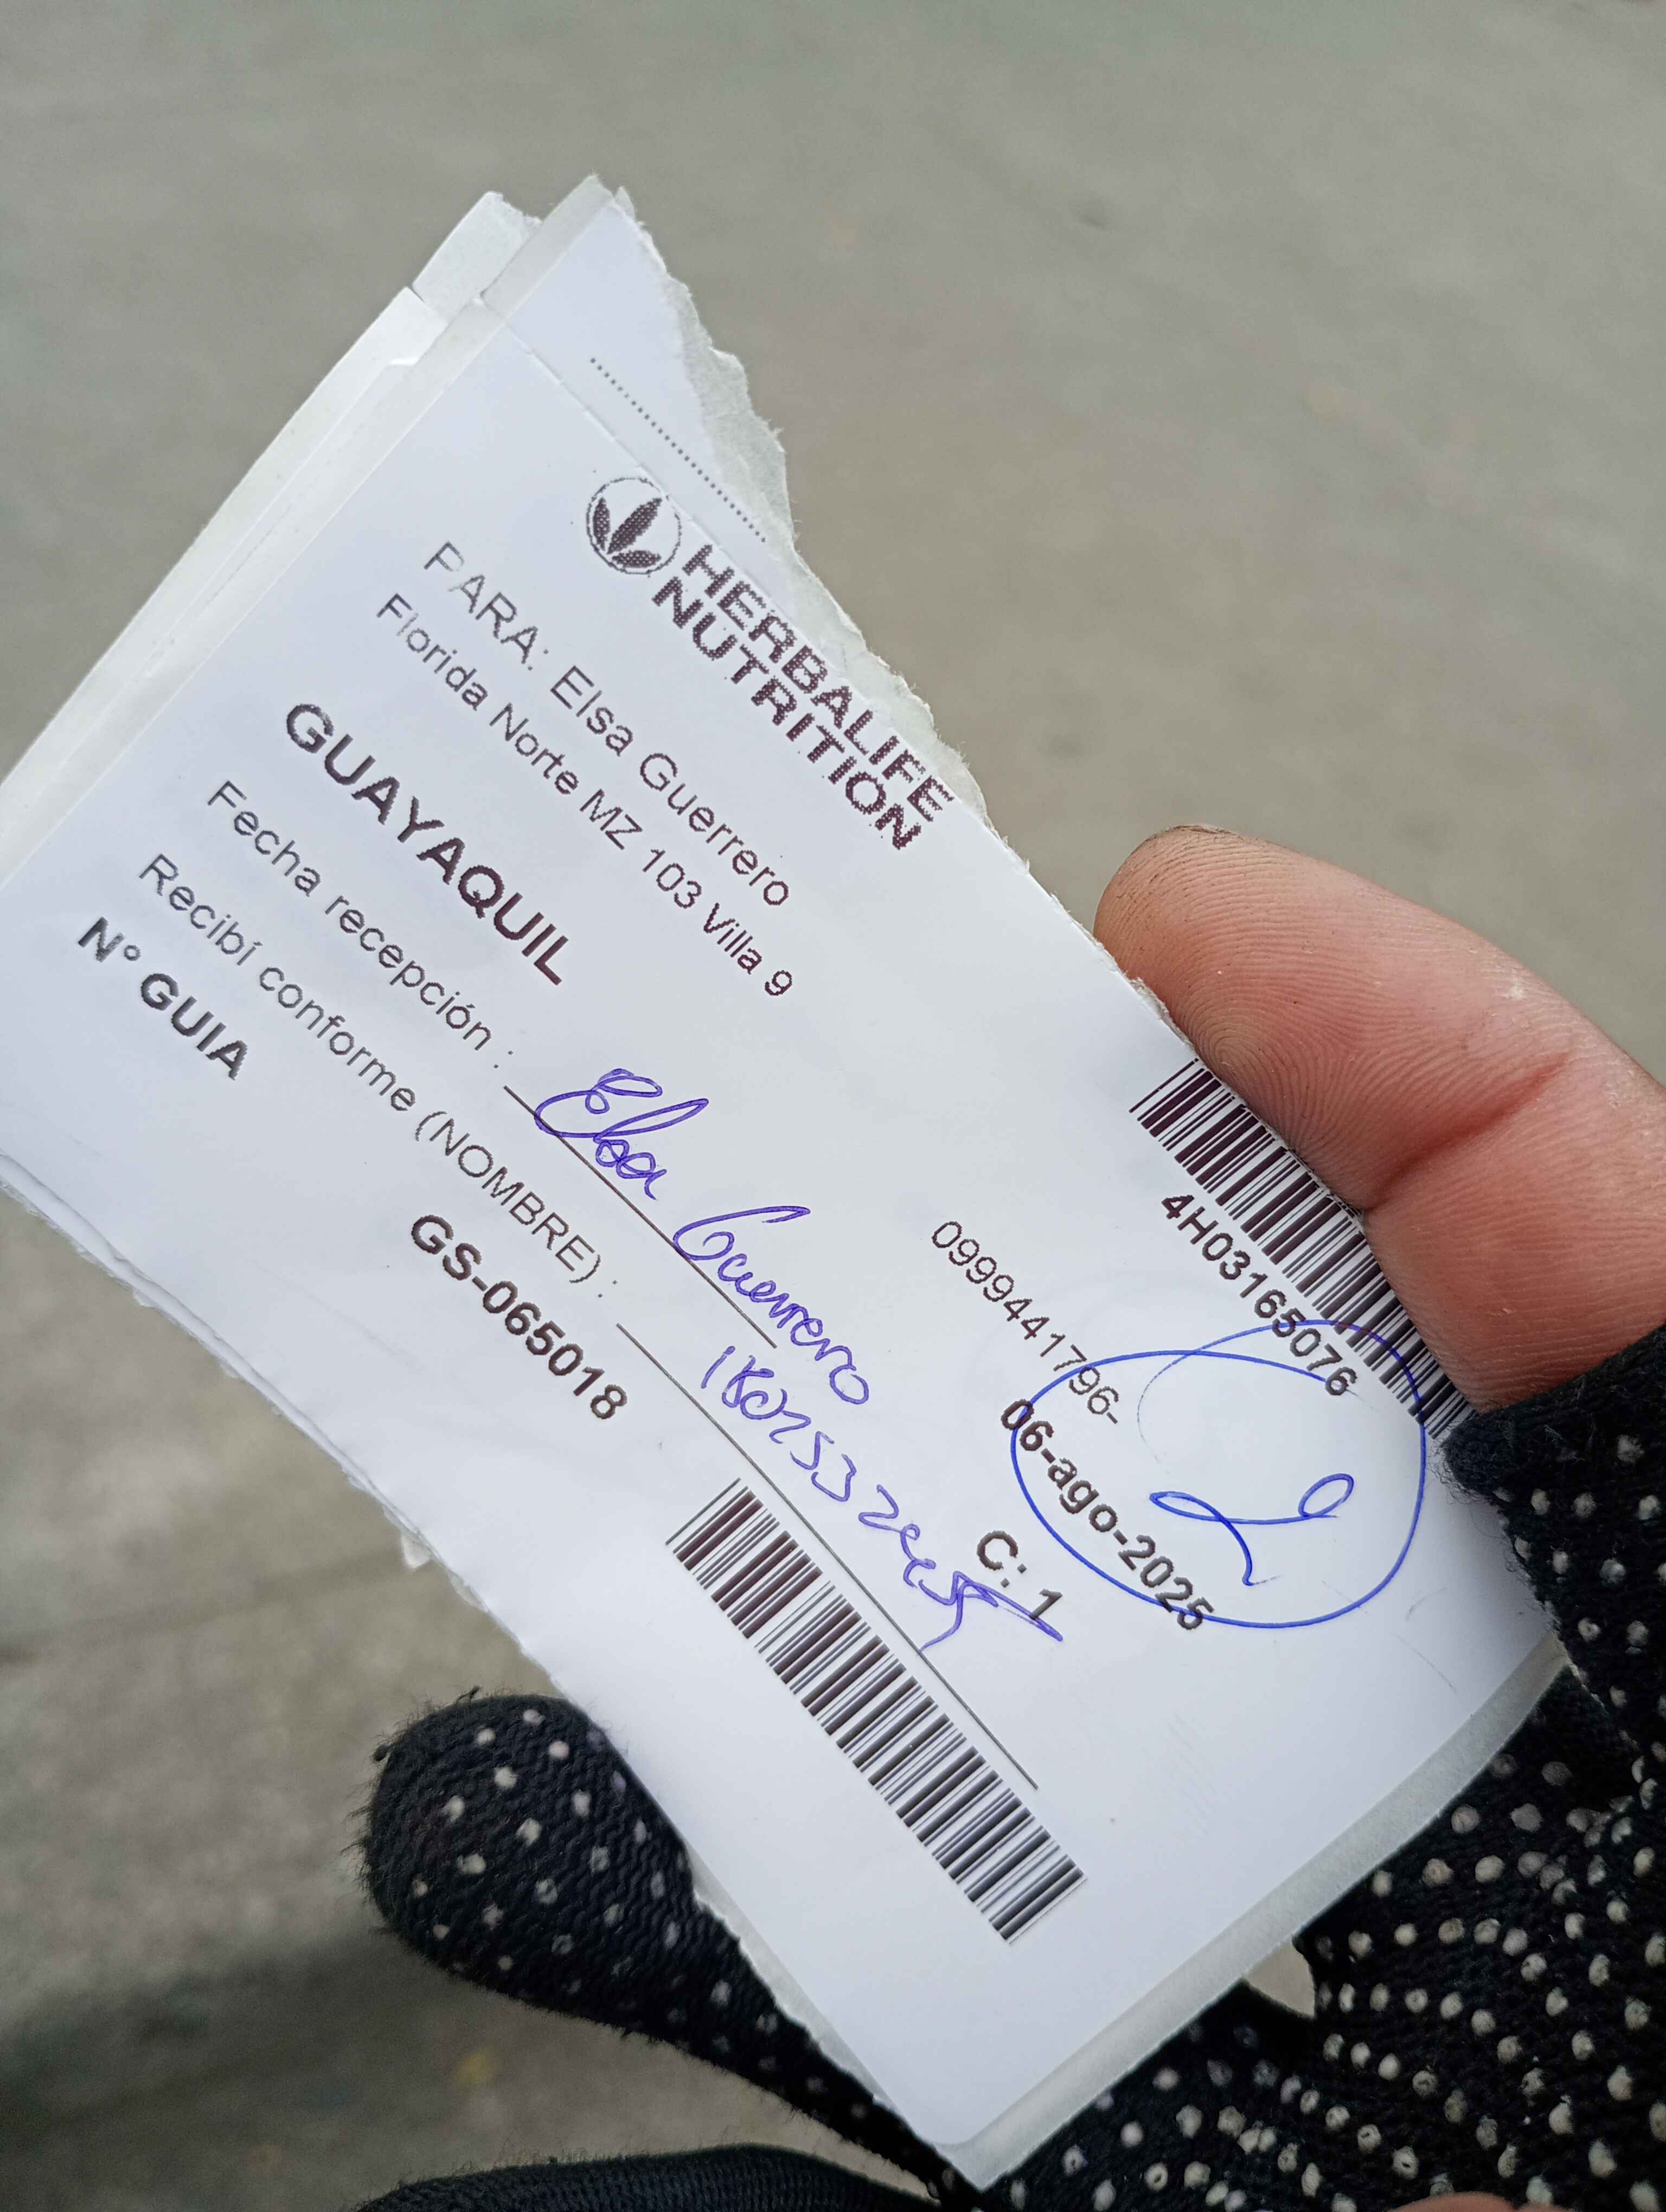 HERBALIFE
NUTRITION
4H03165076
PARA: Elsa Guerrero
Florida Norte MZ 103 Villa 9
0999441796-
2
GUAYAQUIL
06-ago-2025
Fecha recepción : Elsa Guerrero
C: 1
Recibí conforme (NOMBRE) :
N° GUIA
GS-065018